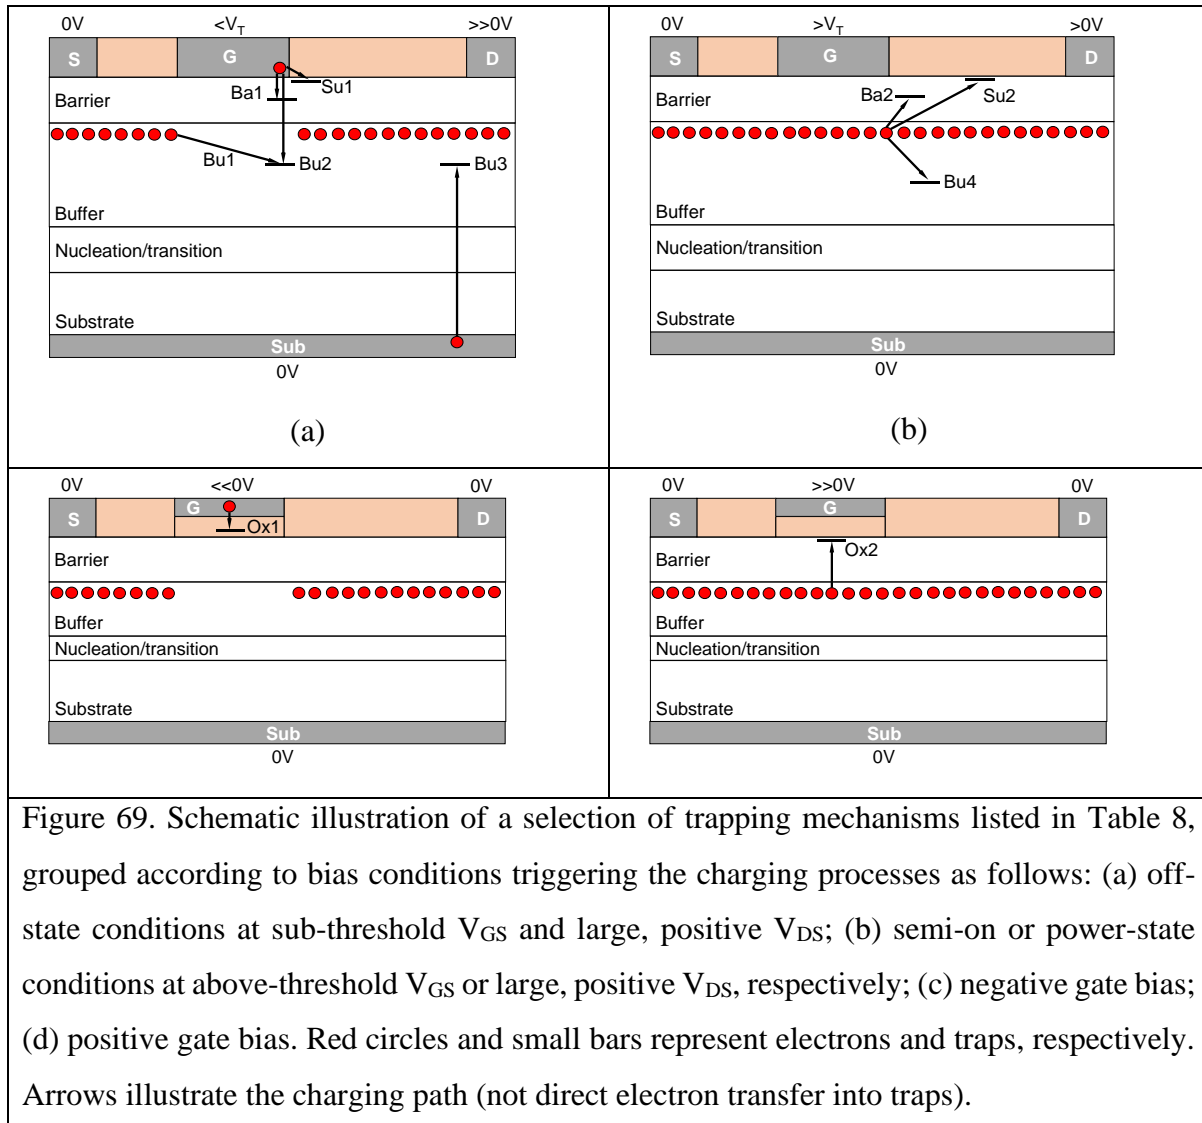 0V <V_T >>0V
S G D
Su1
Ba1
Barrier
Bu1 Bu2 Bu3
Buffer
Nucleation/transition
Substrate
Sub
0V
(a)
0V >V_T >0V
S G D
Ba2 Su2
Barrier
Bu4
Buffer
Nucleation/transition
Substrate
Sub
0V
(b)
0V <<0V 0V
S G D
Ox1
Barrier
Buffer
Nucleation/transition
Substrate
Sub
0V
0V >>0V 0V
S G D
Ox2
Barrier
Buffer
Nucleation/transition
Substrate
Sub
0V
Figure 69. Schematic illustration of a selection of trapping mechanisms listed in Table 8,
grouped according to bias conditions triggering the charging processes as follows: (a) off-
state conditions at sub-threshold V_GS and large, positive V_DS; (b) semi-on or power-state
conditions at above-threshold V_GS or large, positive V_DS, respectively; (c) negative gate bias;
(d) positive gate bias. Red circles and small bars represent electrons and traps, respectively.
Arrows illustrate the charging path (not direct electron transfer into traps).